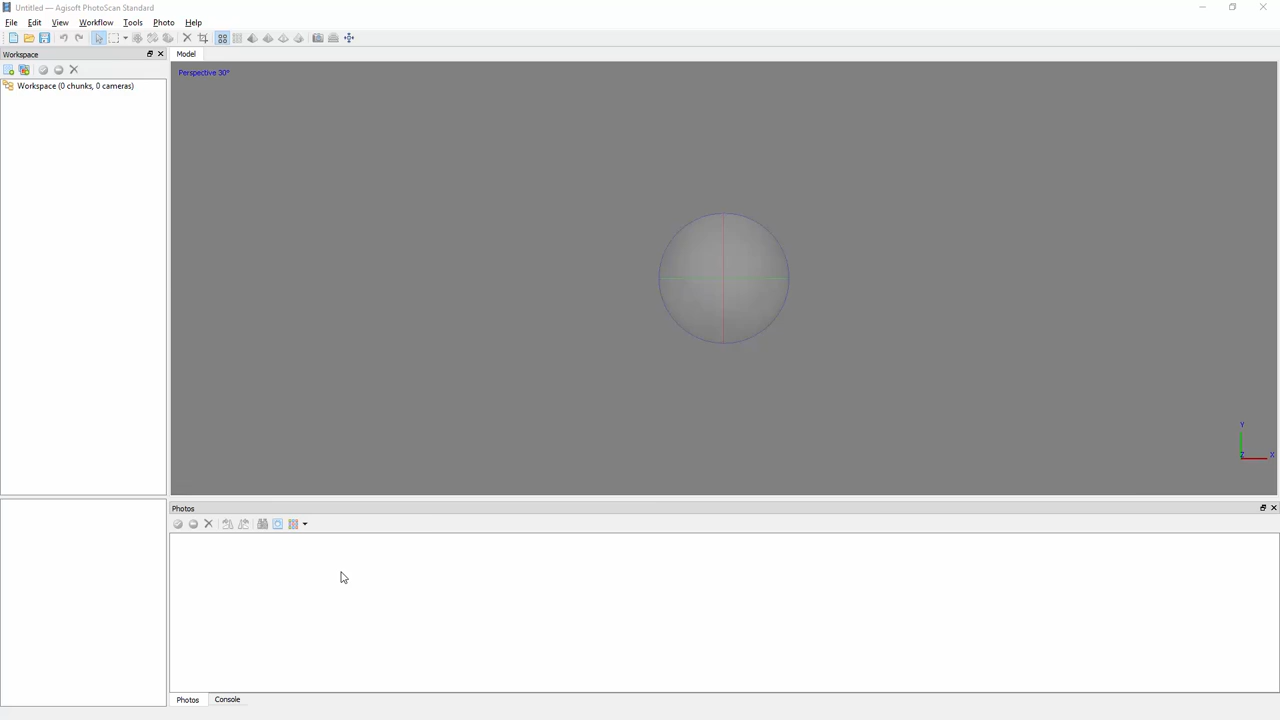 Untitled — Agisoft PhotoScan Standard
File Edit View Workflow Tools Photo Help
Workspace
Model
Perspective 30°
Workspace (0 chunks, 0 cameras)
Y
Z
X
Photos
Photos Console